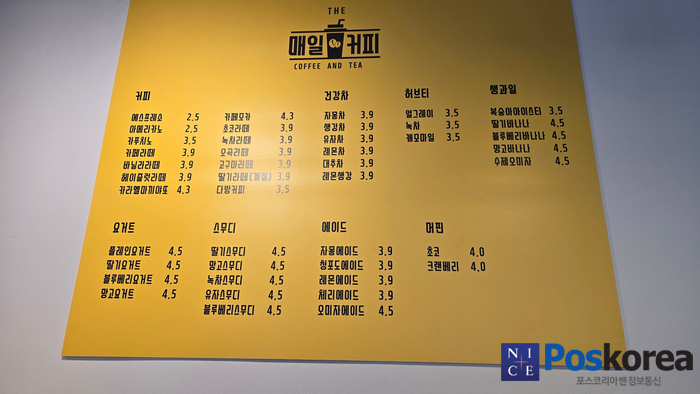 THE
매일 커피
COFFEE AND TEA
커피
에스프레소 2,5
아메리카노 2,5
카푸치노 3,5
카페라떼 3,9
바닐라라떼 3,9
헤이즐럿라떼 3,9
카라멜마끼아또 4,3
카페모카 4,3
초코라떼 3,9
녹차라떼 3,9
오곡라떼 3,9
고구마라떼 3,9
딸기라떼(계절) 3,9
다방커피 3,5
건강차
자몽차 3,9
생강차 3,9
유자차 3,9
레몬차 3,9
대추차 3,9
레몬생강 3,9
허브티
얼그레이 3,5
녹차 3,5
캐모마일 3,5
생과일
복숭아아이스티 3,5
딸기바나나 4,5
블루베리바나나 4,5
망고바나나 4,5
수제오미자 4,5
요거트
플레인요거트 4,5
딸기요거트 4,5
블루베리요거트 4,5
망고요거트 4,5
스무디
딸기스무디 4,5
망고스무디 4,5
녹차스무디 4,5
유자스무디 4,5
블루베리스무디 4,5
에이드
자몽에이드 3,9
청포도에이드 3,9
레몬에이드 3,9
체리에이드 3,9
오미자에이드 4,5
머핀
초코 4,0
크랜베리 4,0
NICE Poskorea
포스코리아밴정보통신